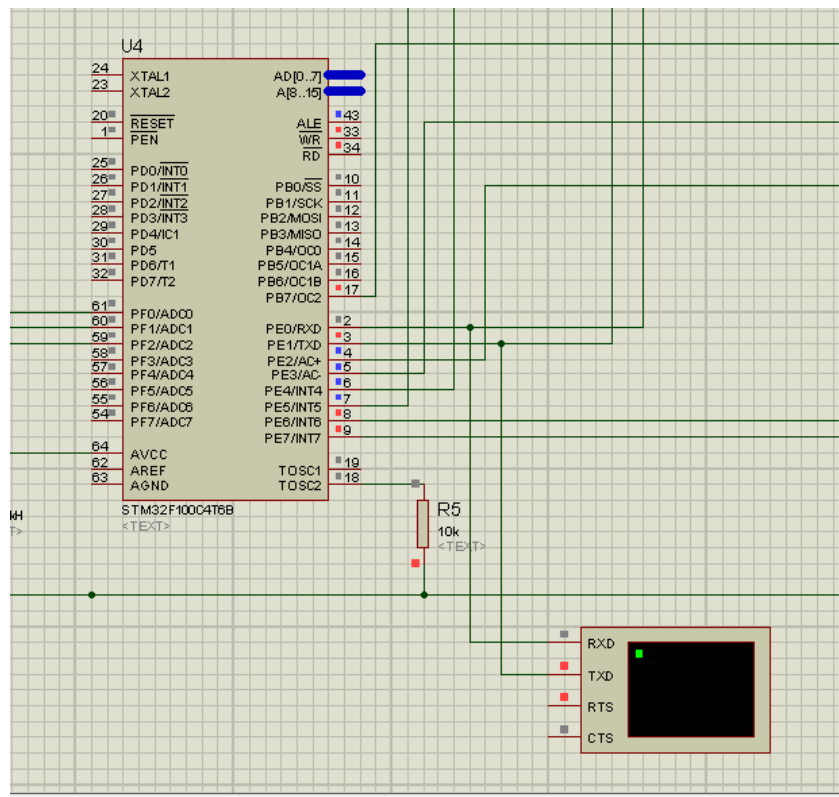 U4
24 XTAL1 AD[0..7]
23 XTAL2 A[8..15]
20 RESET ALE 43
1 PEN WR 33
RD 34
25 PD0/INT0
26 PD1/INT1 PB0/SS 10
27 PD2/INT2 PB1/SCK 11
28 PD3/INT3 PB2/MOSI 12
29 PD4/IC1 PB3/MISO 13
30 PD5 PB4/OC0 14
31 PD6/T1 PB5/OC1A 15
32 PD7/T2 PB6/OC1B 16
PB7/OC2 17
61 PF0/ADC0
60 PF1/ADC1 PE0/RXD 2
59 PF2/ADC2 PE1/TXD 3
58 PF3/ADC3 PE2/AC+ 4
57 PF4/ADC4 PE3/AC- 5
56 PF5/ADC5 PE4/INT4 6
55 PF6/ADC6 PE5/INT5 7
54 PF7/ADC7 PE6/INT6 8
PE7/INT7 9
64 AVCC
62 AREF TOSC1 19
63 AGND TOSC2 18
STM32F100C4T6B
<TEXT>
R5
10k
<TEXT>
RXD
TXD
RTS
CTS